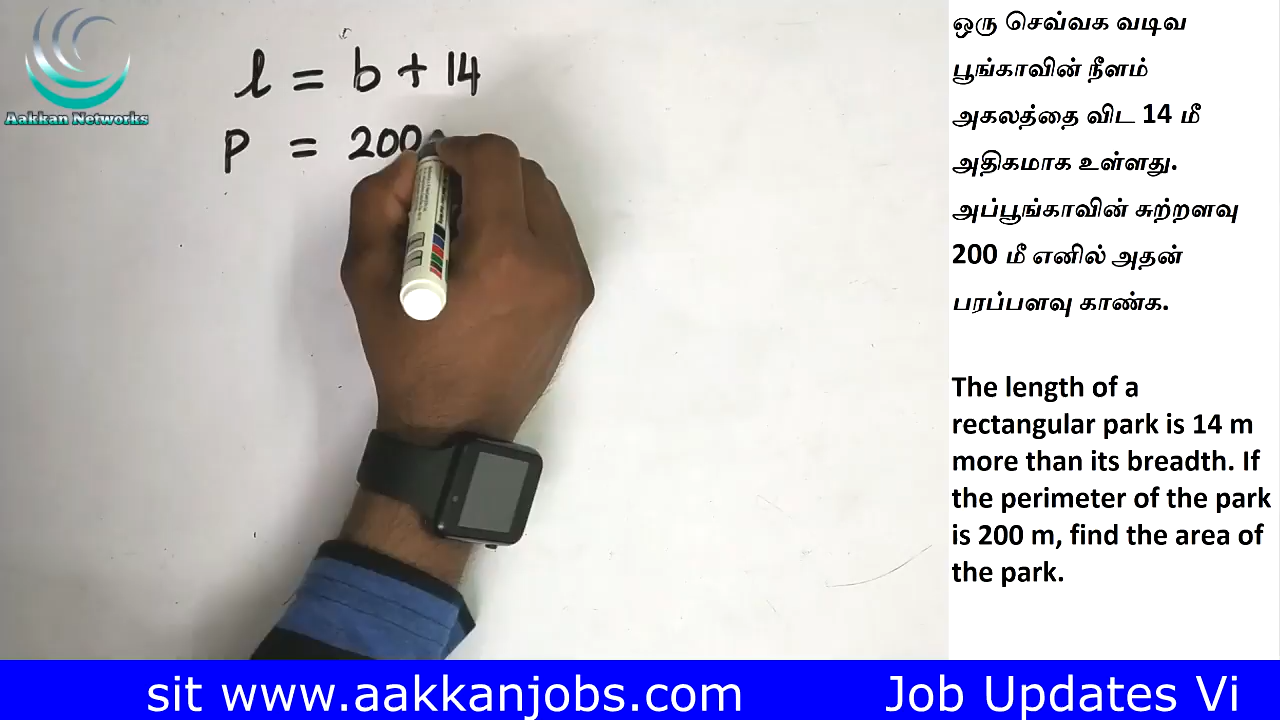 Aakkan Networks
l = b + 14
P = 200
ஒரு செவ்வக வடிவ
பூங்காவின் நீளம்
அகலத்தை விட 14 மீ
அதிகமாக உள்ளது.
அப்பூங்காவின் சுற்றளவு
200 மீ எனில் அதன்
பரப்பளவு காண்க.
The length of a
rectangular park is 14 m
more than its breadth. If
the perimeter of the park
is 200 m, find the area of
the park.
sit www.aakkanjobs.com Job Updates Vi